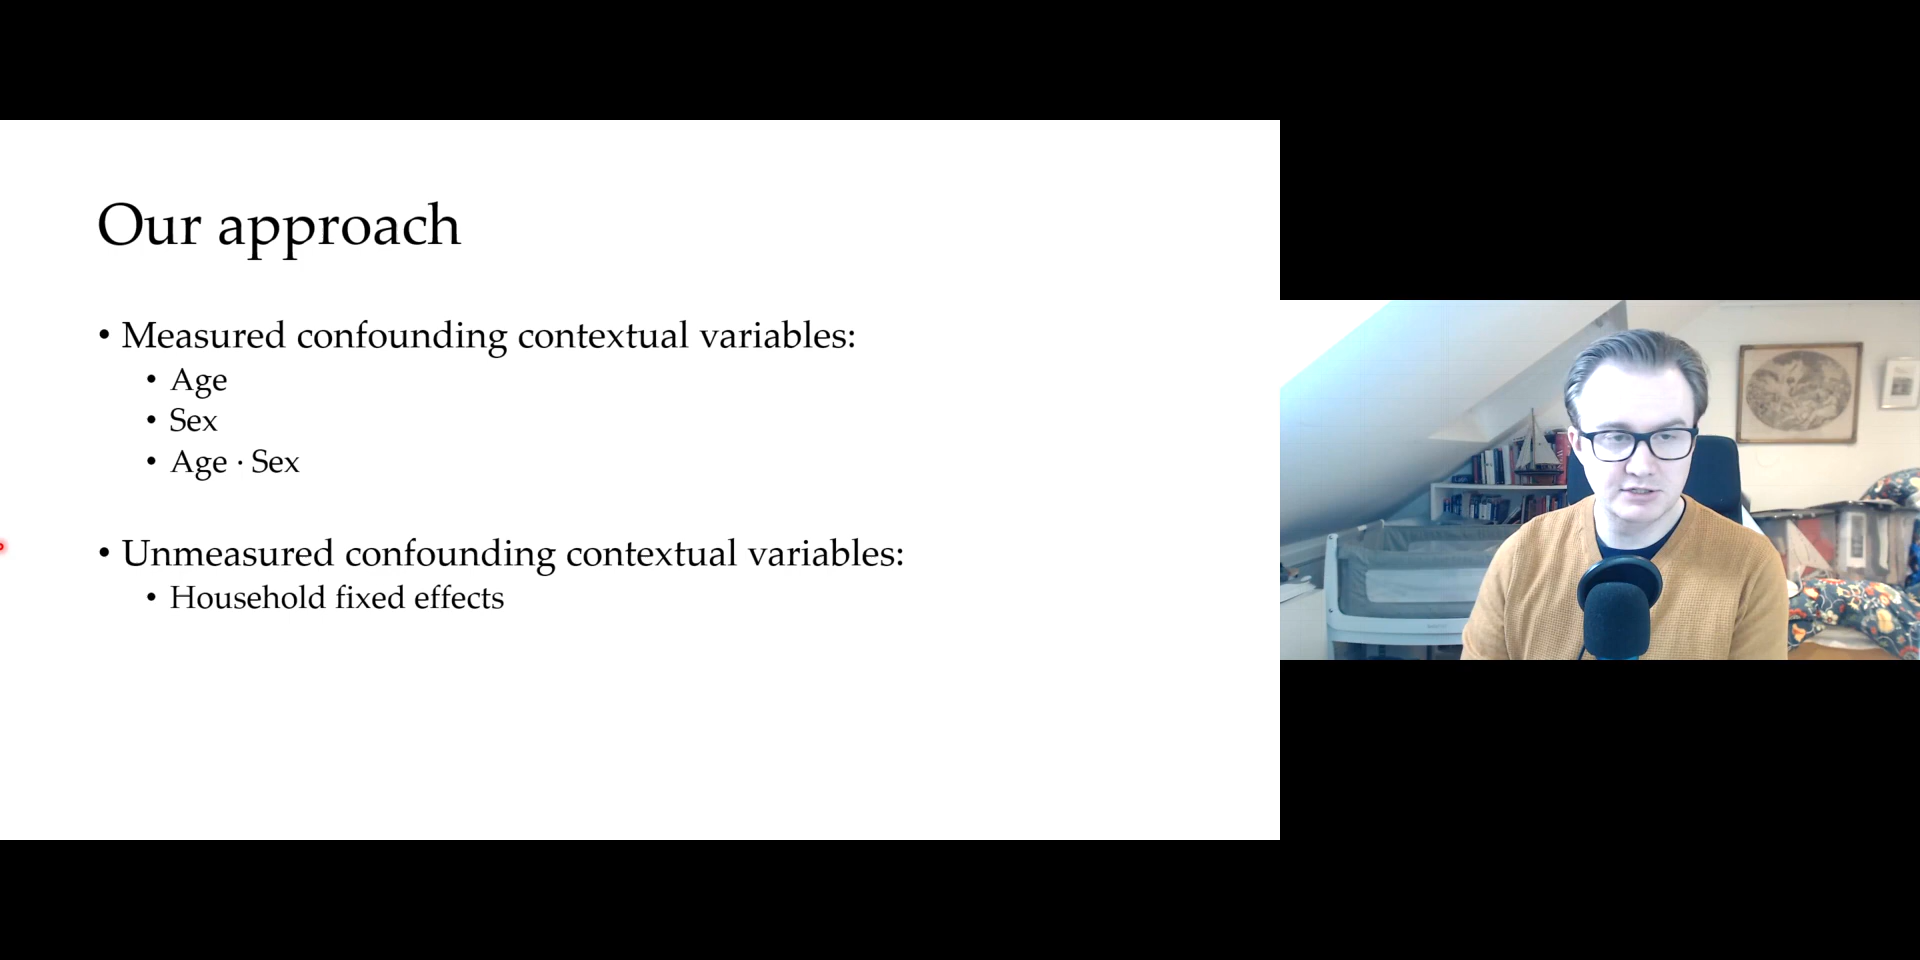 Our approach
• Measured confounding contextual variables:
• Age
• Sex
• Age · Sex
• Unmeasured confounding contextual variables:
• Household fixed effects